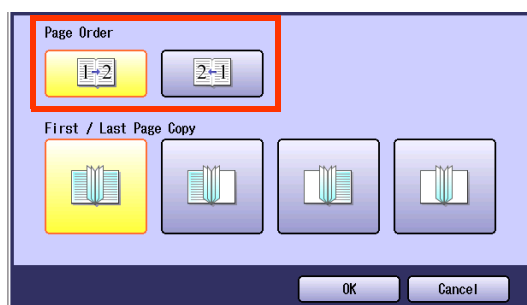 Page Order
1→2
2←1
First / Last Page Copy
OK
Cancel